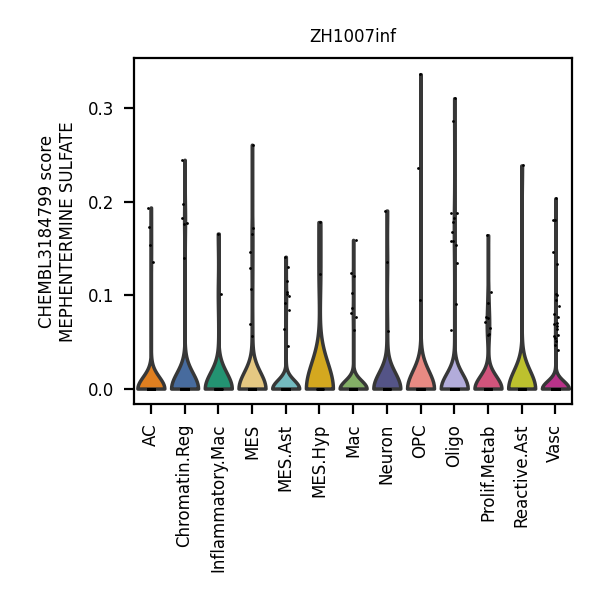 ZH1007inf
CHEMBL3184799 score
MEPHENTERMINE SULFATE
0.3
0.2
0.1
0.0
AC
Chromatin.Reg
Inflammatory.Mac
MES
MES.Ast
MES.Hyp
Mac
Neuron
OPC
Oligo
Prolif.Metab
Reactive.Ast
Vasc